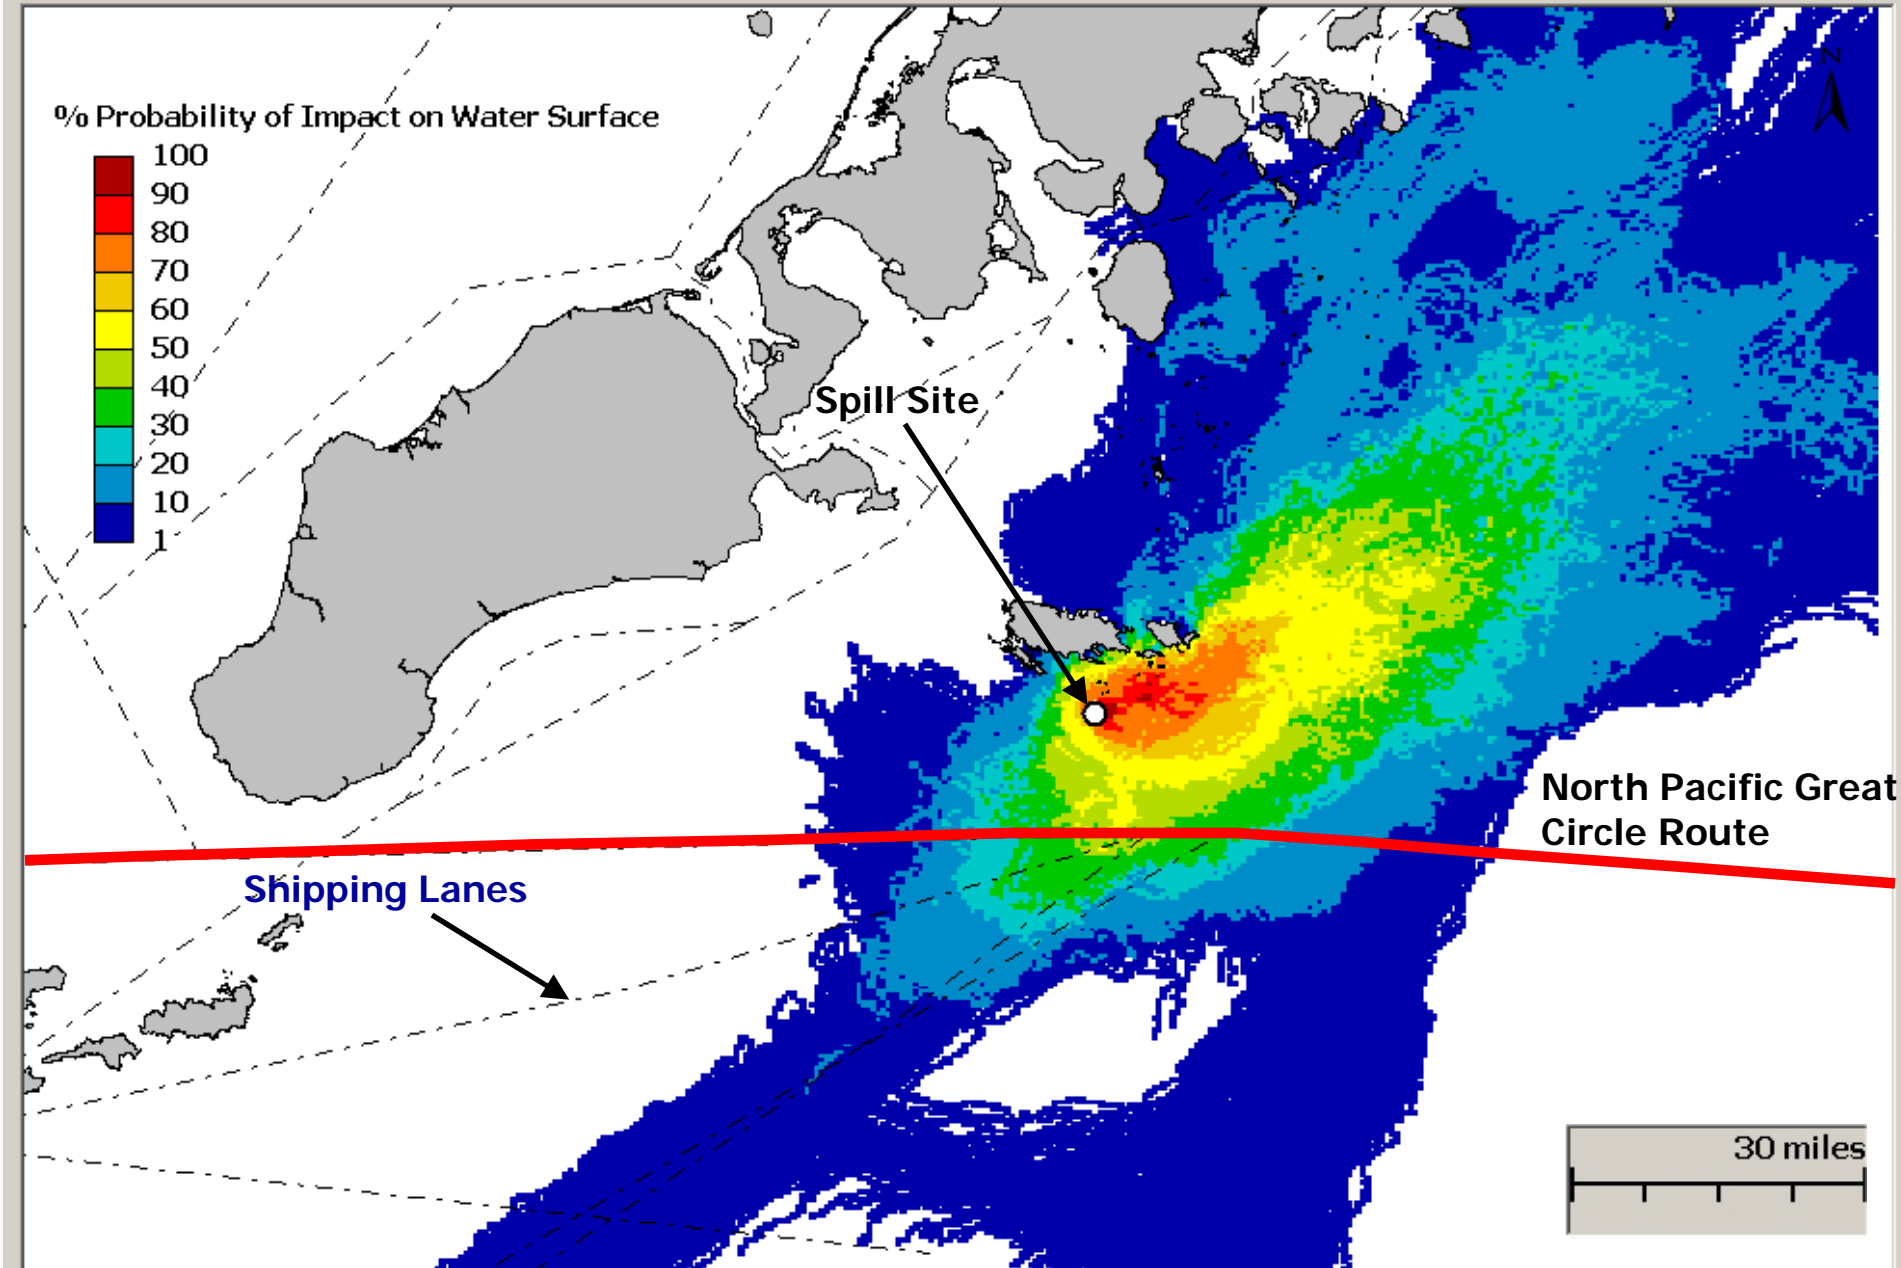 N
% Probability of Impact on Water Surface
100
90
80
70
60
50
40
30
20
10
1
Spill Site
North Pacific Great
Circle Route
Shipping Lanes
30 miles